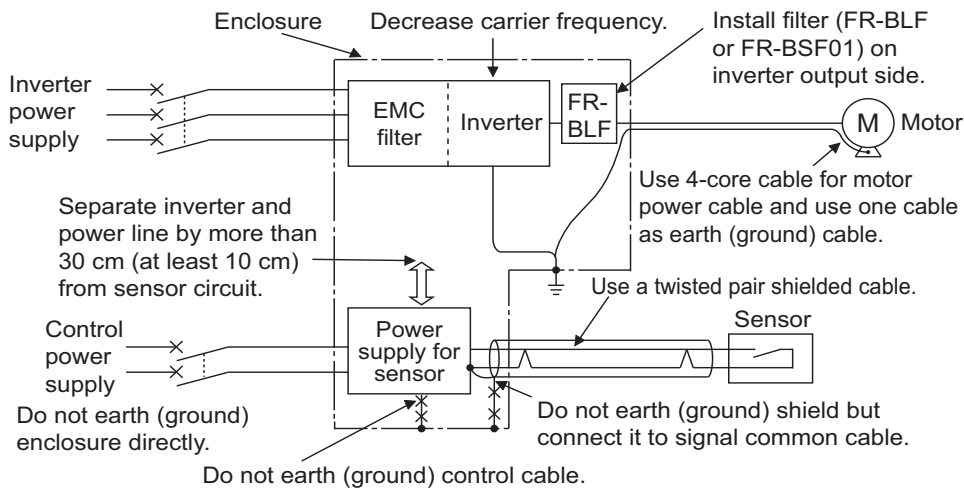 Enclosure
Decrease carrier frequency.
Install filter (FR-BLF
or FR-BSF01) on
inverter output side.
Inverter
power
supply
EMC
filter
Inverter
FR-
BLF
M
Motor
Use 4-core cable for motor
power cable and use one cable
as earth (ground) cable.
Separate inverter and
power line by more than
30 cm (at least 10 cm)
from sensor circuit.
Use a twisted pair shielded cable.
Control
power
supply
Power
supply for
sensor
Sensor
Do not earth (ground)
enclosure directly.
Do not earth (ground) shield but
connect it to signal common cable.
Do not earth (ground) control cable.